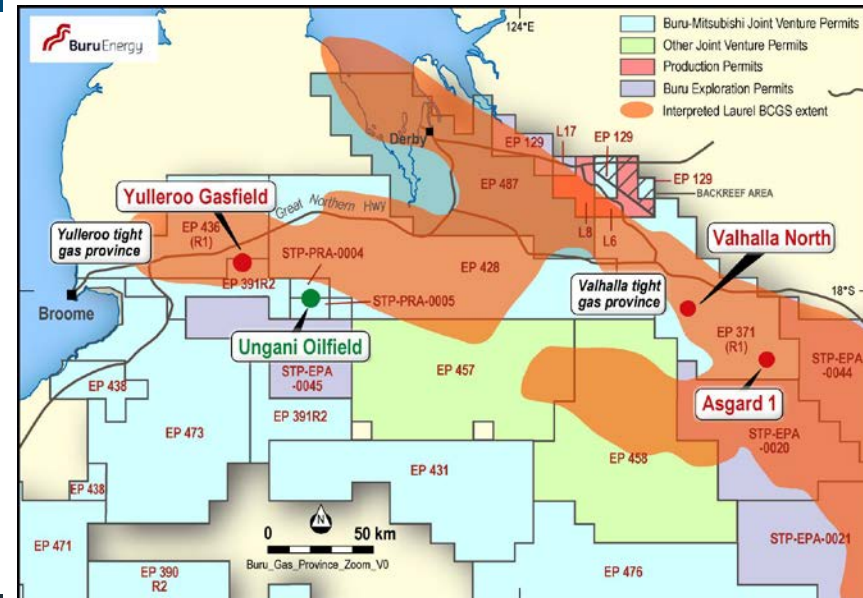 BuruEnergy
124°E
Buru-Mitsubishi Joint Venture Permits
Other Joint Venture Permits
Production Permits
Buru Exploration Permits
Interpreted Laurel BCGS extent
Derby
L17
EP 129
EP 129
EP 129
BACKREEF AREA
EP 487
Yulleroo Gasfield
Great Northern Hwy
L8
L6
Valhalla North
EP 436
(R1)
Yulleroo tight
gas province
STP-PRA-0004
EP 428
Valhalla tight
gas province
18°S
EP 391R2
STP-PRA-0005
Broome
EP 371
(R1)
Ungani Oilfield
STP-EPA
-0044
STP-EPA
-0045
EP 457
EP 438
Asgard 1
EP 391R2
EP 473
STP-EPA
-0020
EP 458
EP 431
EP 438
N
0 50 km
EP 471
STP-EPA-0021
Buru_Gas_Province_Zoom_V0
EP 390
R2
EP 476